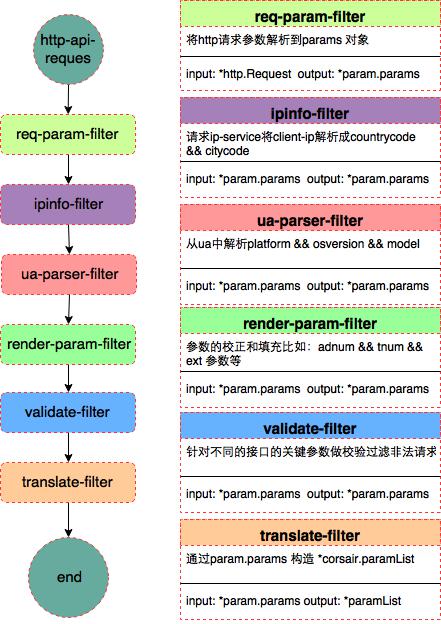 http-api-
reques
req-param-filter
ipinfo-filter
ua-parser-filter
render-param-filter
validate-filter
translate-filter
end
req-param-filter
将http请求参数解析到params 对象
input: *http.Request output: *param.params
ipinfo-filter
请求ip-service将client-ip解析成countrycode
&& citycode
input: *param.params output: *param.params
ua-parser-filter
从ua中解析platform && osversion && model
input: *param.params output: *param.params
render-param-filter
参数的校正和填充比如：adnum && tnum &&
ext 参数等
input: *param.params output: *param.params
validate-filter
针对不同的接口的关键参数做校验过滤非法请求
input: *param.params output: *param.params
translate-filter
通过param.params 构造 *corsair.paramList
input: *param.params output: *paramList